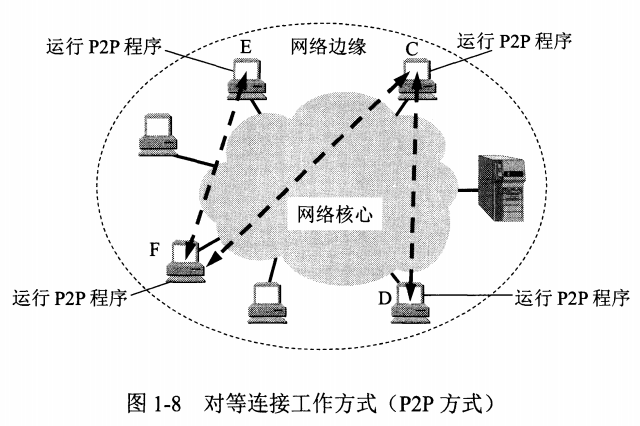 运行 P2P 程序
E
网络边缘
C
运行 P2P 程序
网络核心
F
运行 P2P 程序
D
运行 P2P 程序
图 1-8 对等连接工作方式（P2P 方式）